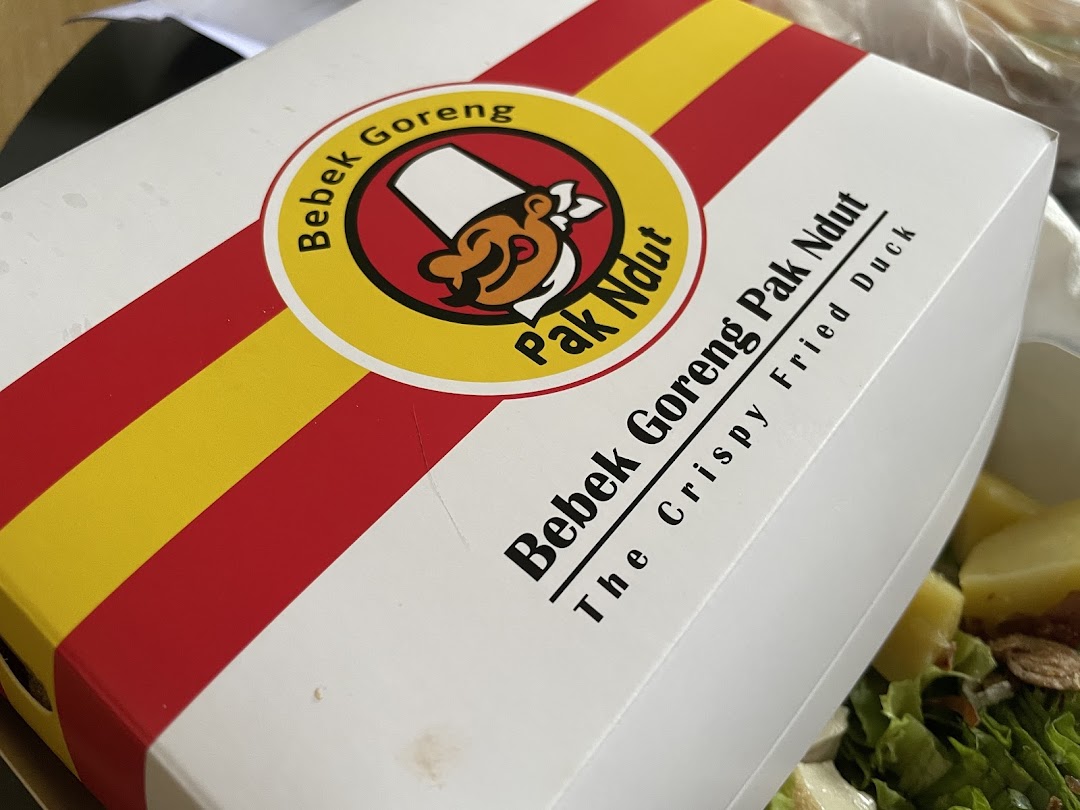 Bebek Goreng
Pak Ndut
Bebek Goreng Pak Ndut
The Crispy Fried Duck